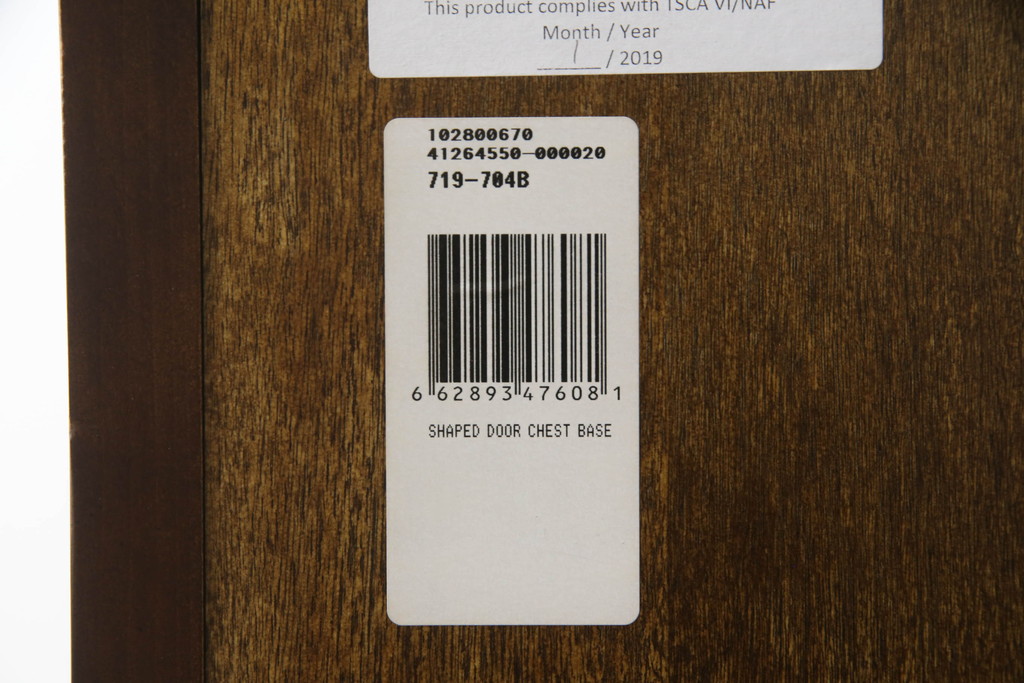 This product complies with TSCA VI/NAF
Month / Year
1 / 2019
102800670
41264550-000020
719-704B
6 62893 47608 1
SHAPED DOOR CHEST BASE